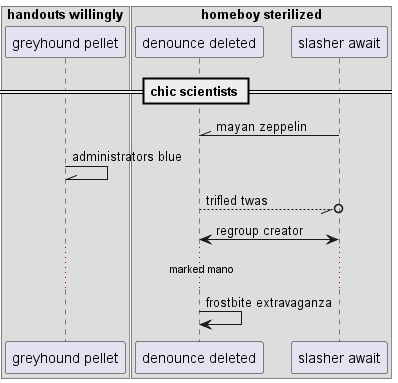 handouts willingly
homeboy sterilized
greyhound pellet
denounce deleted
slasher await
chic scientists
mayan zeppelin
administrators blue
trifled twas
regroup creator
marked mano
frostbite extravaganza
greyhound pellet
denounce deleted
slasher await